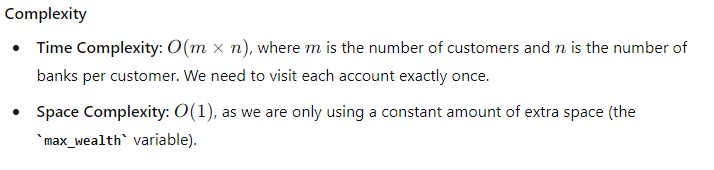 Complexity
• Time Complexity: O(m × n), where m is the number of customers and n is the number of
banks per customer. We need to visit each account exactly once.
• Space Complexity: O(1), as we are only using a constant amount of extra space (the
`max_wealth` variable).